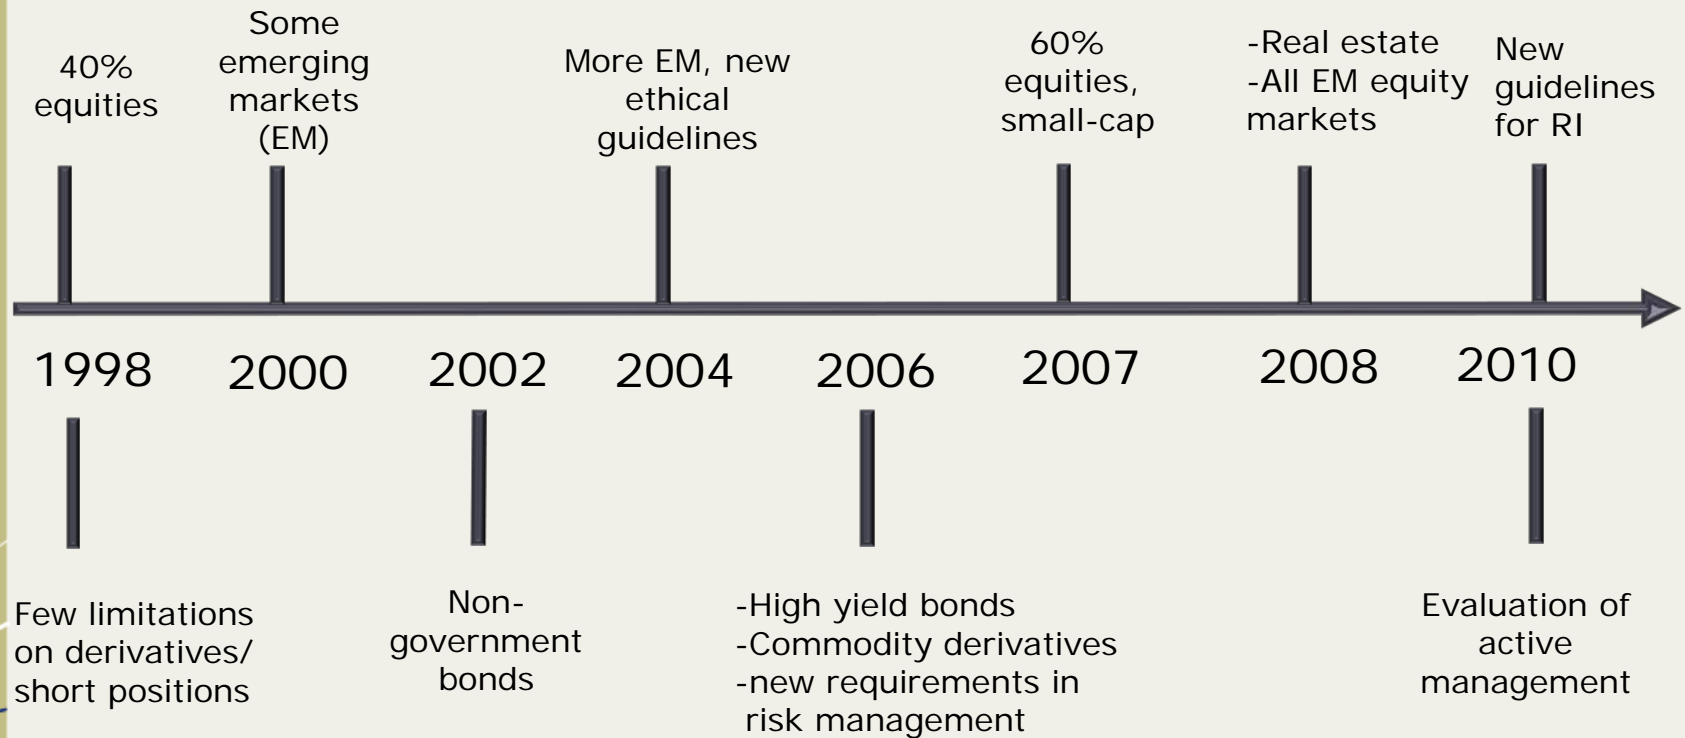 40%
equities
Some
emerging
markets
(EM)
More EM, new
ethical
guidelines
60%
equities,
small-cap
-Real estate
-All EM equity
markets
New
guidelines
for RI
1998
2000
2002
2004
2006
2007
2008
2010
Few limitations
on derivatives/
short positions
Non-
government
bonds
-High yield bonds
-Commodity derivatives
-new requirements in
risk management
Evaluation of
active
management